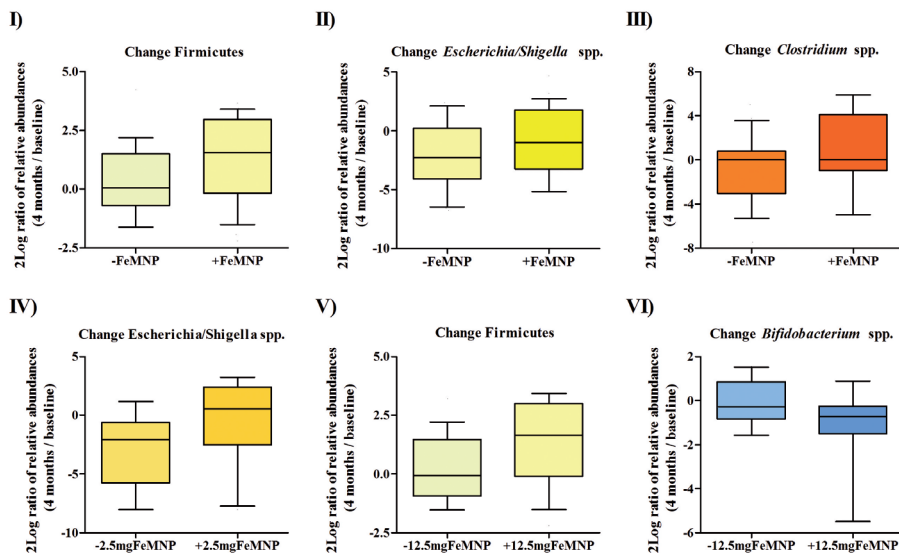 I)
Change Firmicutes
2Log ratio of relative abundances
(4 months / baseline)
5.0
2.5
0.0
-2.5
-FeMNP
+FeMNP
II)
Change Escherichia/Shigella spp.
2Log ratio of relative abundances
(4 months / baseline)
5
0
-5
-10
-FeMNP
+FeMNP
III)
Change Clostridium spp.
2Log ratio of relative abundances
(4 months / baseline)
8
4
0
-4
-8
-FeMNP
+FeMNP
IV)
Change Escherichia/Shigella spp.
2Log ratio of relative abundances
(4 months / baseline)
5
0
-5
-10
-2.5mgFeMNP
+2.5mgFeMNP
V)
Change Firmicutes
2Log ratio of relative abundances
(4 months / baseline)
5.0
2.5
0.0
-2.5
-12.5mgFeMNP
+12.5mgFeMNP
VI)
Change Bifidobacterium spp.
2Log ratio of relative abundances
(4 months / baseline)
2
0
-2
-4
-6
-12.5mgFeMNP
+12.5mgFeMNP